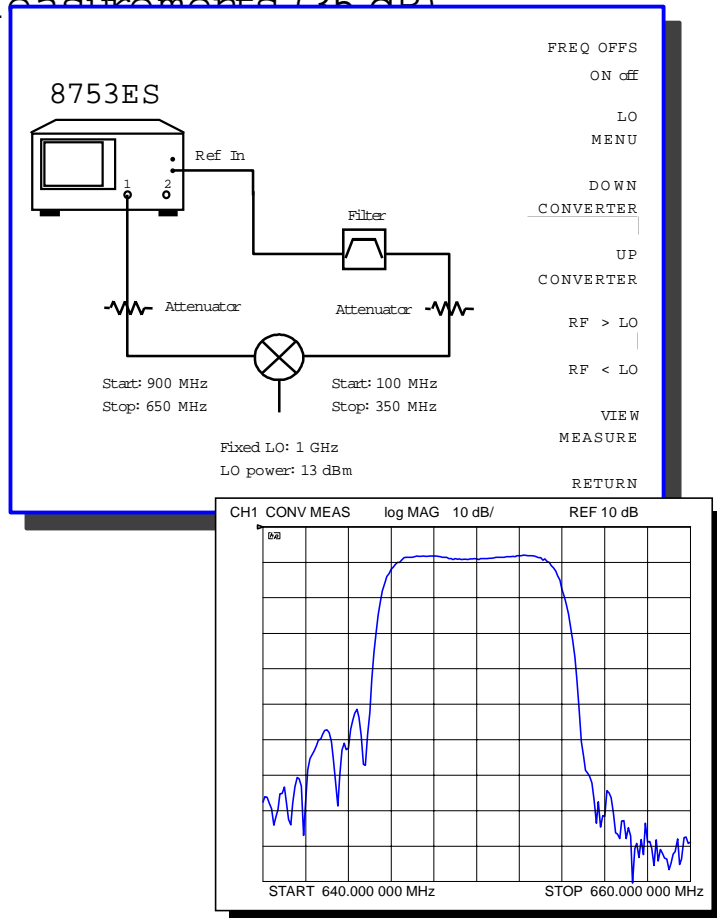 easurements (35 dB)
FREQ OFFS
ON off
LO
MENU
DOWN
CONVERTER
UP
CONVERTER
RF > LO
RF < LO
VIEW
MEASURE
RETURN
8753ES
Ref In
1 2
Filter
Attenuator
Attenuator
Start: 900 MHz
Stop: 650 MHz
Start: 100 MHz
Stop: 350 MHz
Fixed LO: 1 GHz
LO power: 13 dBm
CH1 CONV MEAS log MAG 10 dB/ REF 10 dB
START 640.000 000 MHz STOP 660.000 000 MHz